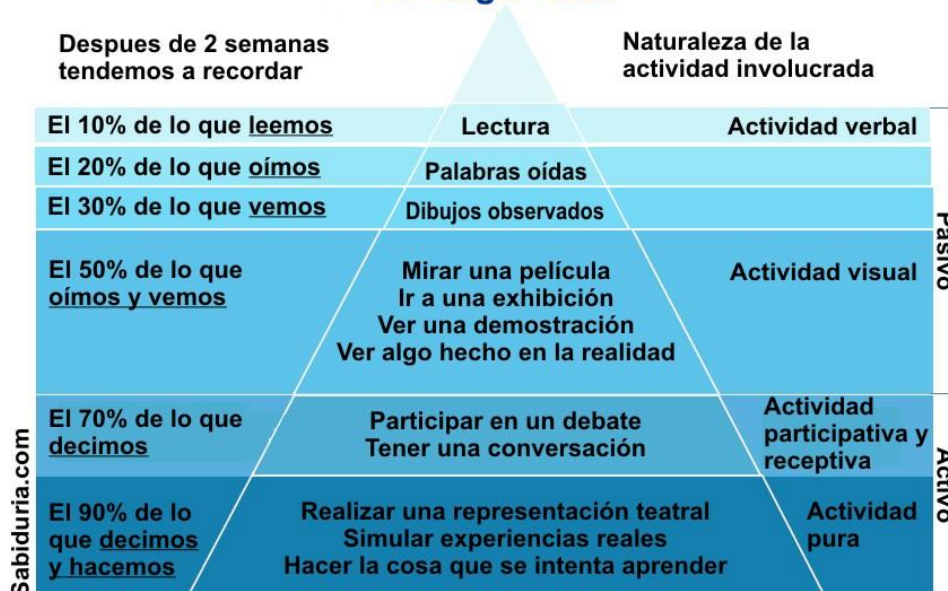 Despues de 2 semanas
tendemos a recordar
Naturaleza de la
actividad involucrada
El 10% de lo que leemos
Lectura
Actividad verbal
El 20% de lo que oímos
Palabras oídas
El 30% de lo que vemos
Dibujos observados
El 50% de lo que
oímos y vemos
Mirar una película
Ir a una exhibición
Ver una demostración
Ver algo hecho en la realidad
Actividad visual
Pasivo
El 70% de lo que
decimos
Participar en un debate
Tener una conversación
Actividad
participativa y
receptiva
El 90% de lo
que decimos
y hacemos
Realizar una representación teatral
Simular experiencias reales
Hacer la cosa que se intenta aprender
Actividad
pura
Activo
Sabiduria.com